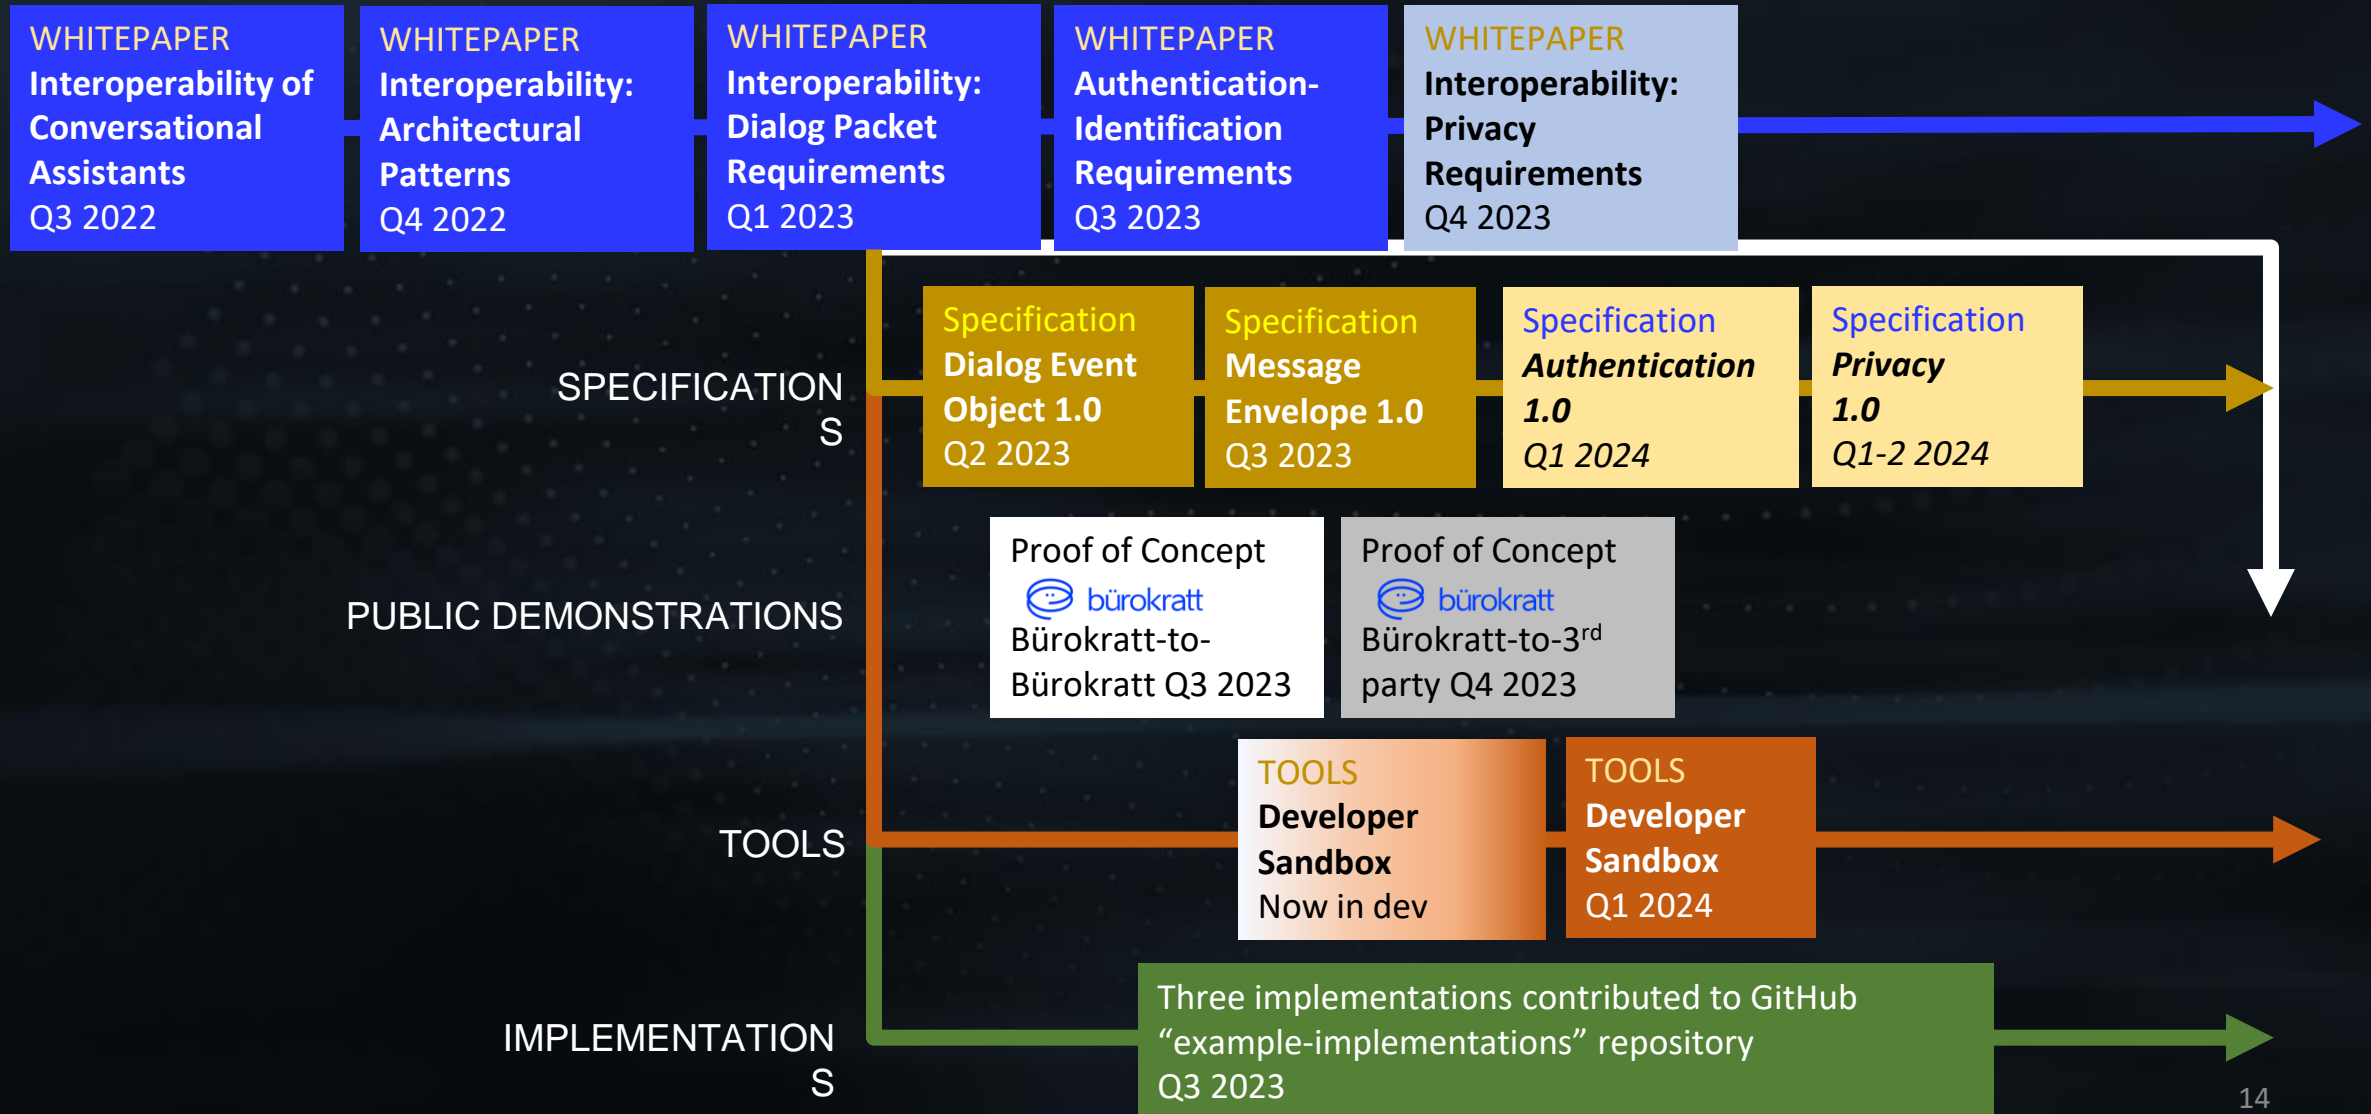 WHITEPAPER
Interoperability of
Conversational
Assistants
Q3 2022
WHITEPAPER
Interoperability:
Architectural
Patterns
Q4 2022
WHITEPAPER
Interoperability:
Dialog Packet
Requirements
Q1 2023
WHITEPAPER
Authentication-
Identification
Requirements
Q3 2023
WHITEPAPER
Interoperability:
Privacy
Requirements
Q4 2023
SPECIFICATION
S
Specification
Dialog Event
Object 1.0
Q2 2023
Specification
Message
Envelope 1.0
Q3 2023
Specification
Authentication
1.0
Q1 2024
Specification
Privacy
1.0
Q1-2 2024
PUBLIC DEMONSTRATIONS
Proof of Concept
bürokratt
Bürokratt-to-
Bürokratt Q3 2023
Proof of Concept
bürokratt
Bürokratt-to-3rd
party Q4 2023
TOOLS
TOOLS
Developer
Sandbox
Now in dev
TOOLS
Developer
Sandbox
Q1 2024
IMPLEMENTATION
S
Three implementations contributed to GitHub
“example-implementations” repository
Q3 2023
14